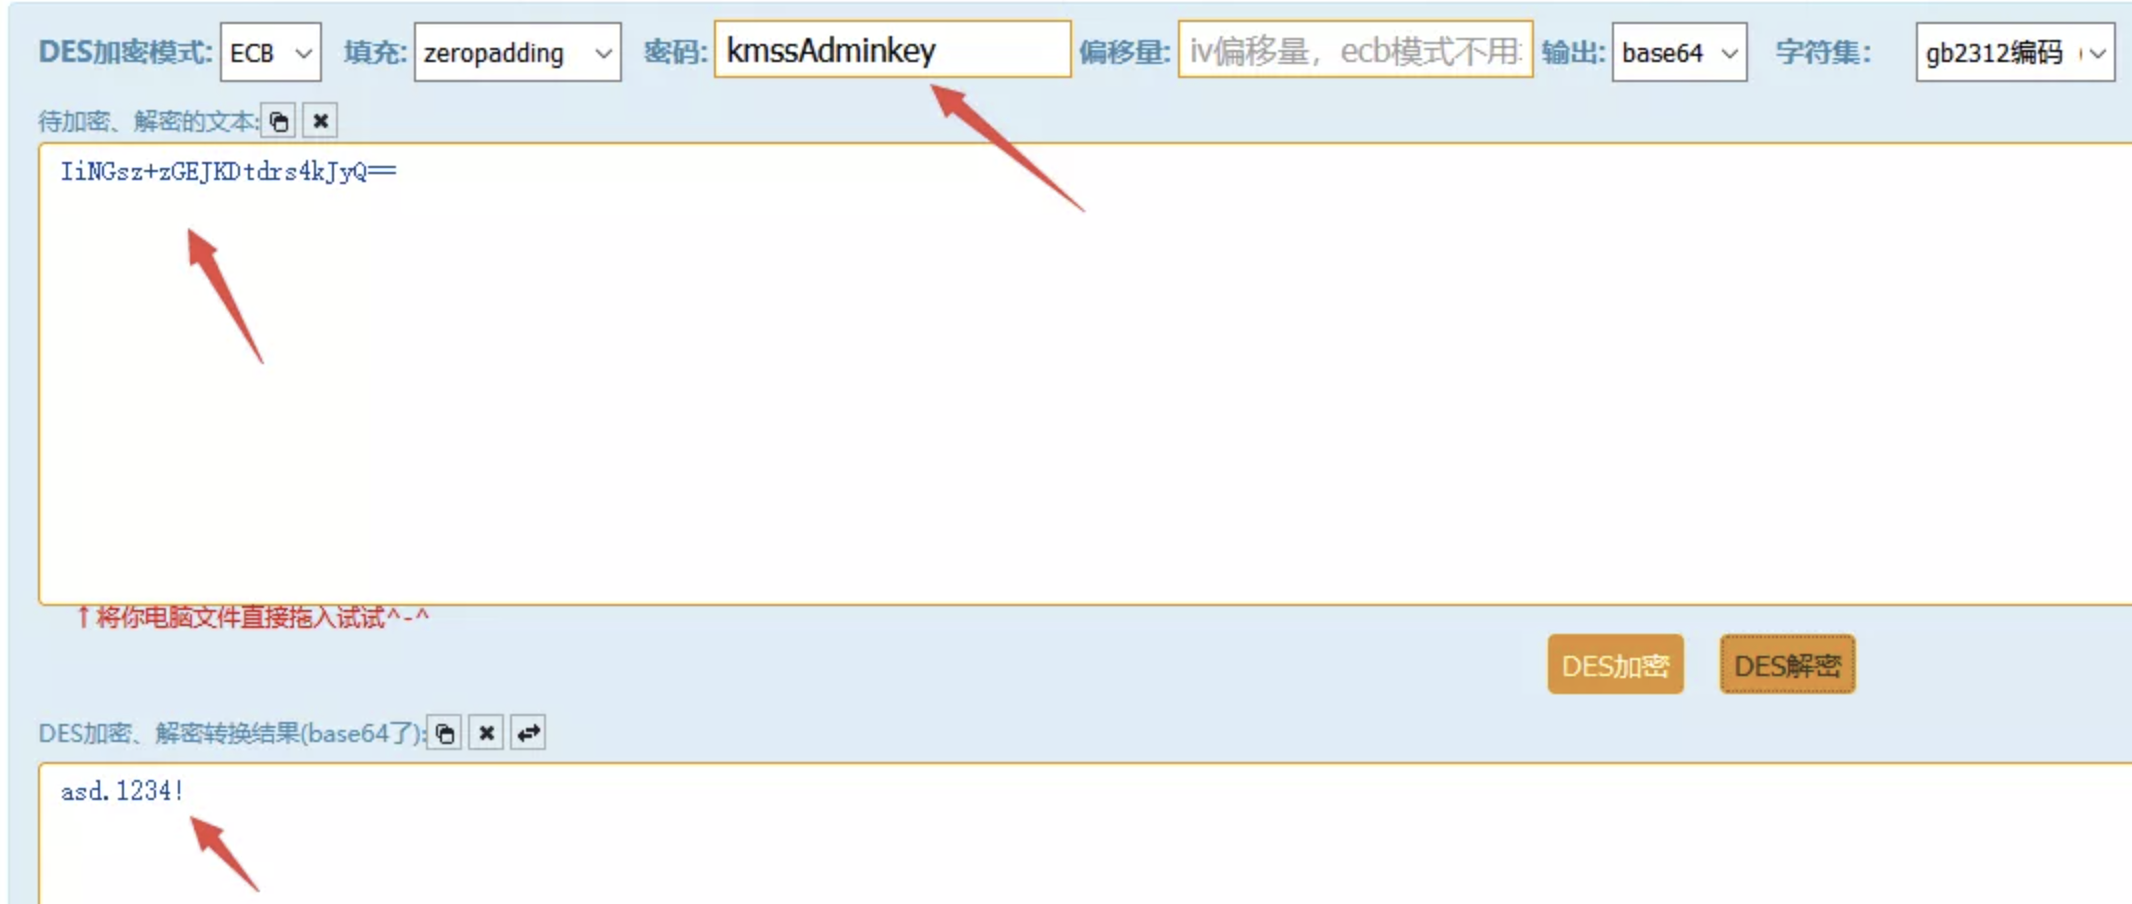 DES加密模式: ECB 填充: zeropadding 密码: kmssAdminkey 偏移量: iv偏移量，ecb模式不用 输出: base64 字符集: gb2312编码
待加密、解密的文本:
IiNGsz+zGEJKDtdrs4kJyQ==
↑将你电脑文件直接拖入试试^-^
DES加密 DES解密
DES加密、解密转换结果(base64了):
asd.1234!